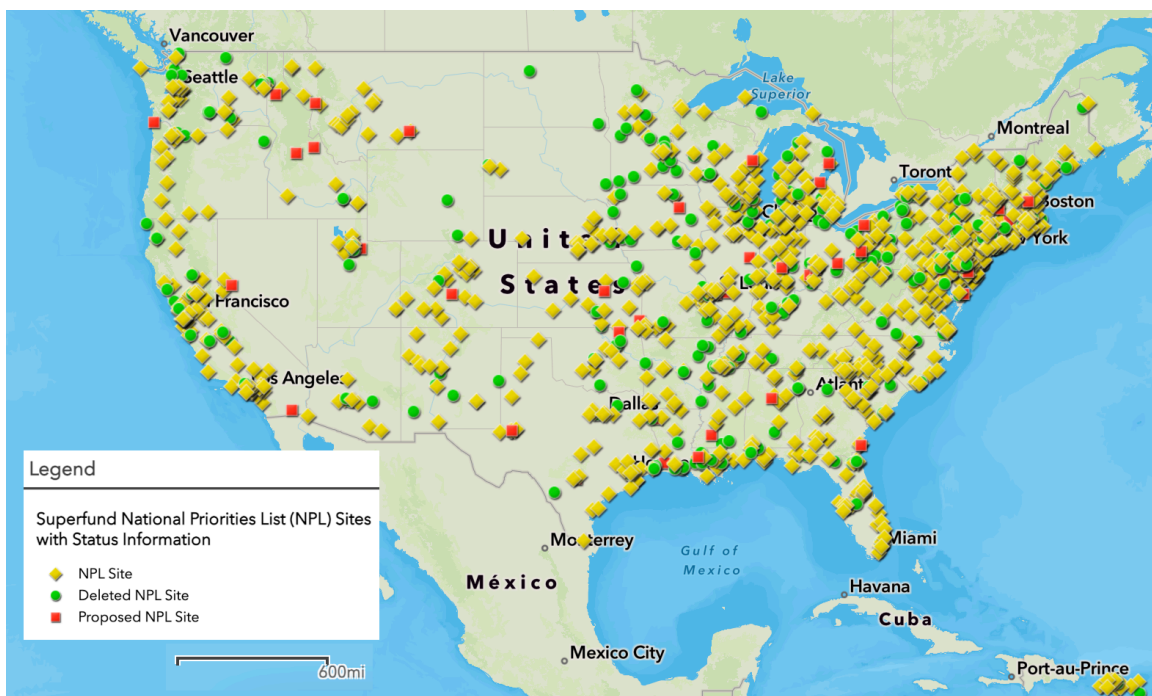 Vancouver
Seattle
Lake
Superior
Montreal
Toront
Boston
York
Unite
States
Francisco
s Angeles
Atlant
Dallas
Miami
Monterrey
Gulf of
Mexico
México
Havana
Cuba
Mexico City
Port-au-Prince
Legend
Superfund National Priorities List (NPL) Sites
with Status Information
NPL Site
Deleted NPL Site
Proposed NPL Site
600mi